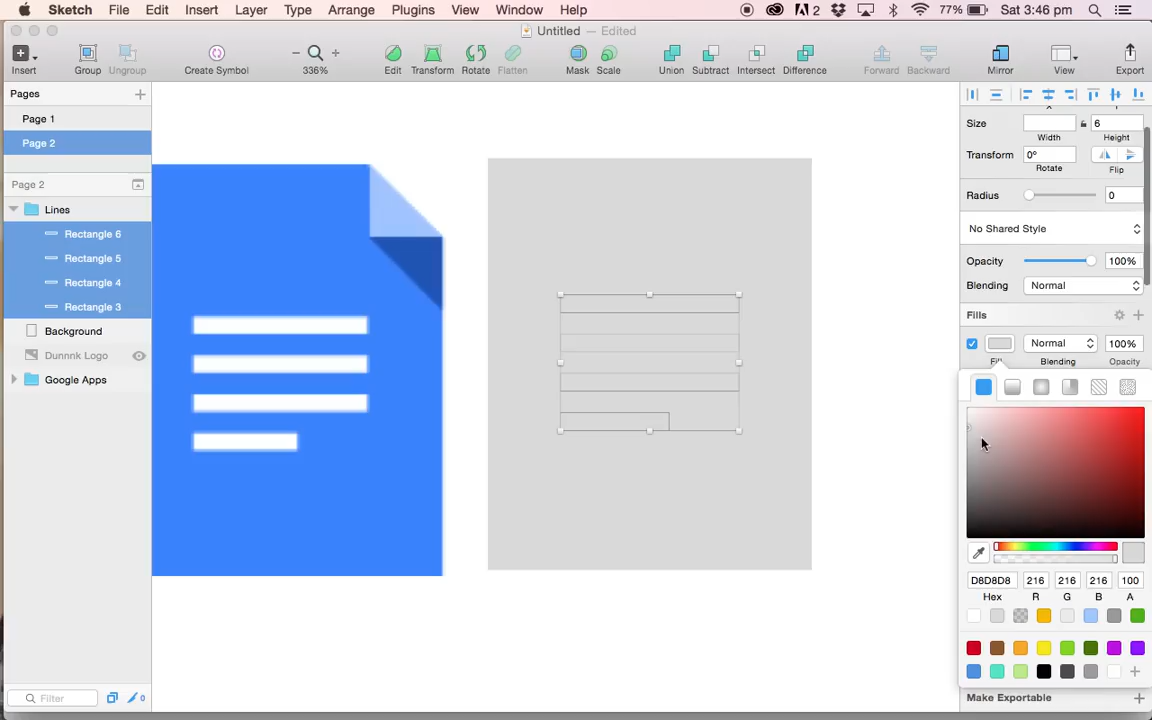 Sketch File Edit Insert Layer Type Arrange Plugins View Window Help 2 77% Sat 3:46 pm
Untitled — Edited
Insert Group Ungroup Create Symbol 336% Edit Transform Rotate Flatten Mask Scale Union Subtract Intersect Difference Forward Backward Mirror View Export
Pages
Page 1
Page 2
Page 2
Lines
Rectangle 6
Rectangle 5
Rectangle 4
Rectangle 3
Background
Dunnnk Logo
Google Apps
Filter 0
Size 6
Width Height
Transform 0°
Rotate Flip
Radius 0
No Shared Style
Opacity 100%
Blending Normal
Fills
Normal 100%
Fill Blending Opacity
D8D8D8 216 216 216 100
Hex R G B A
Make Exportable